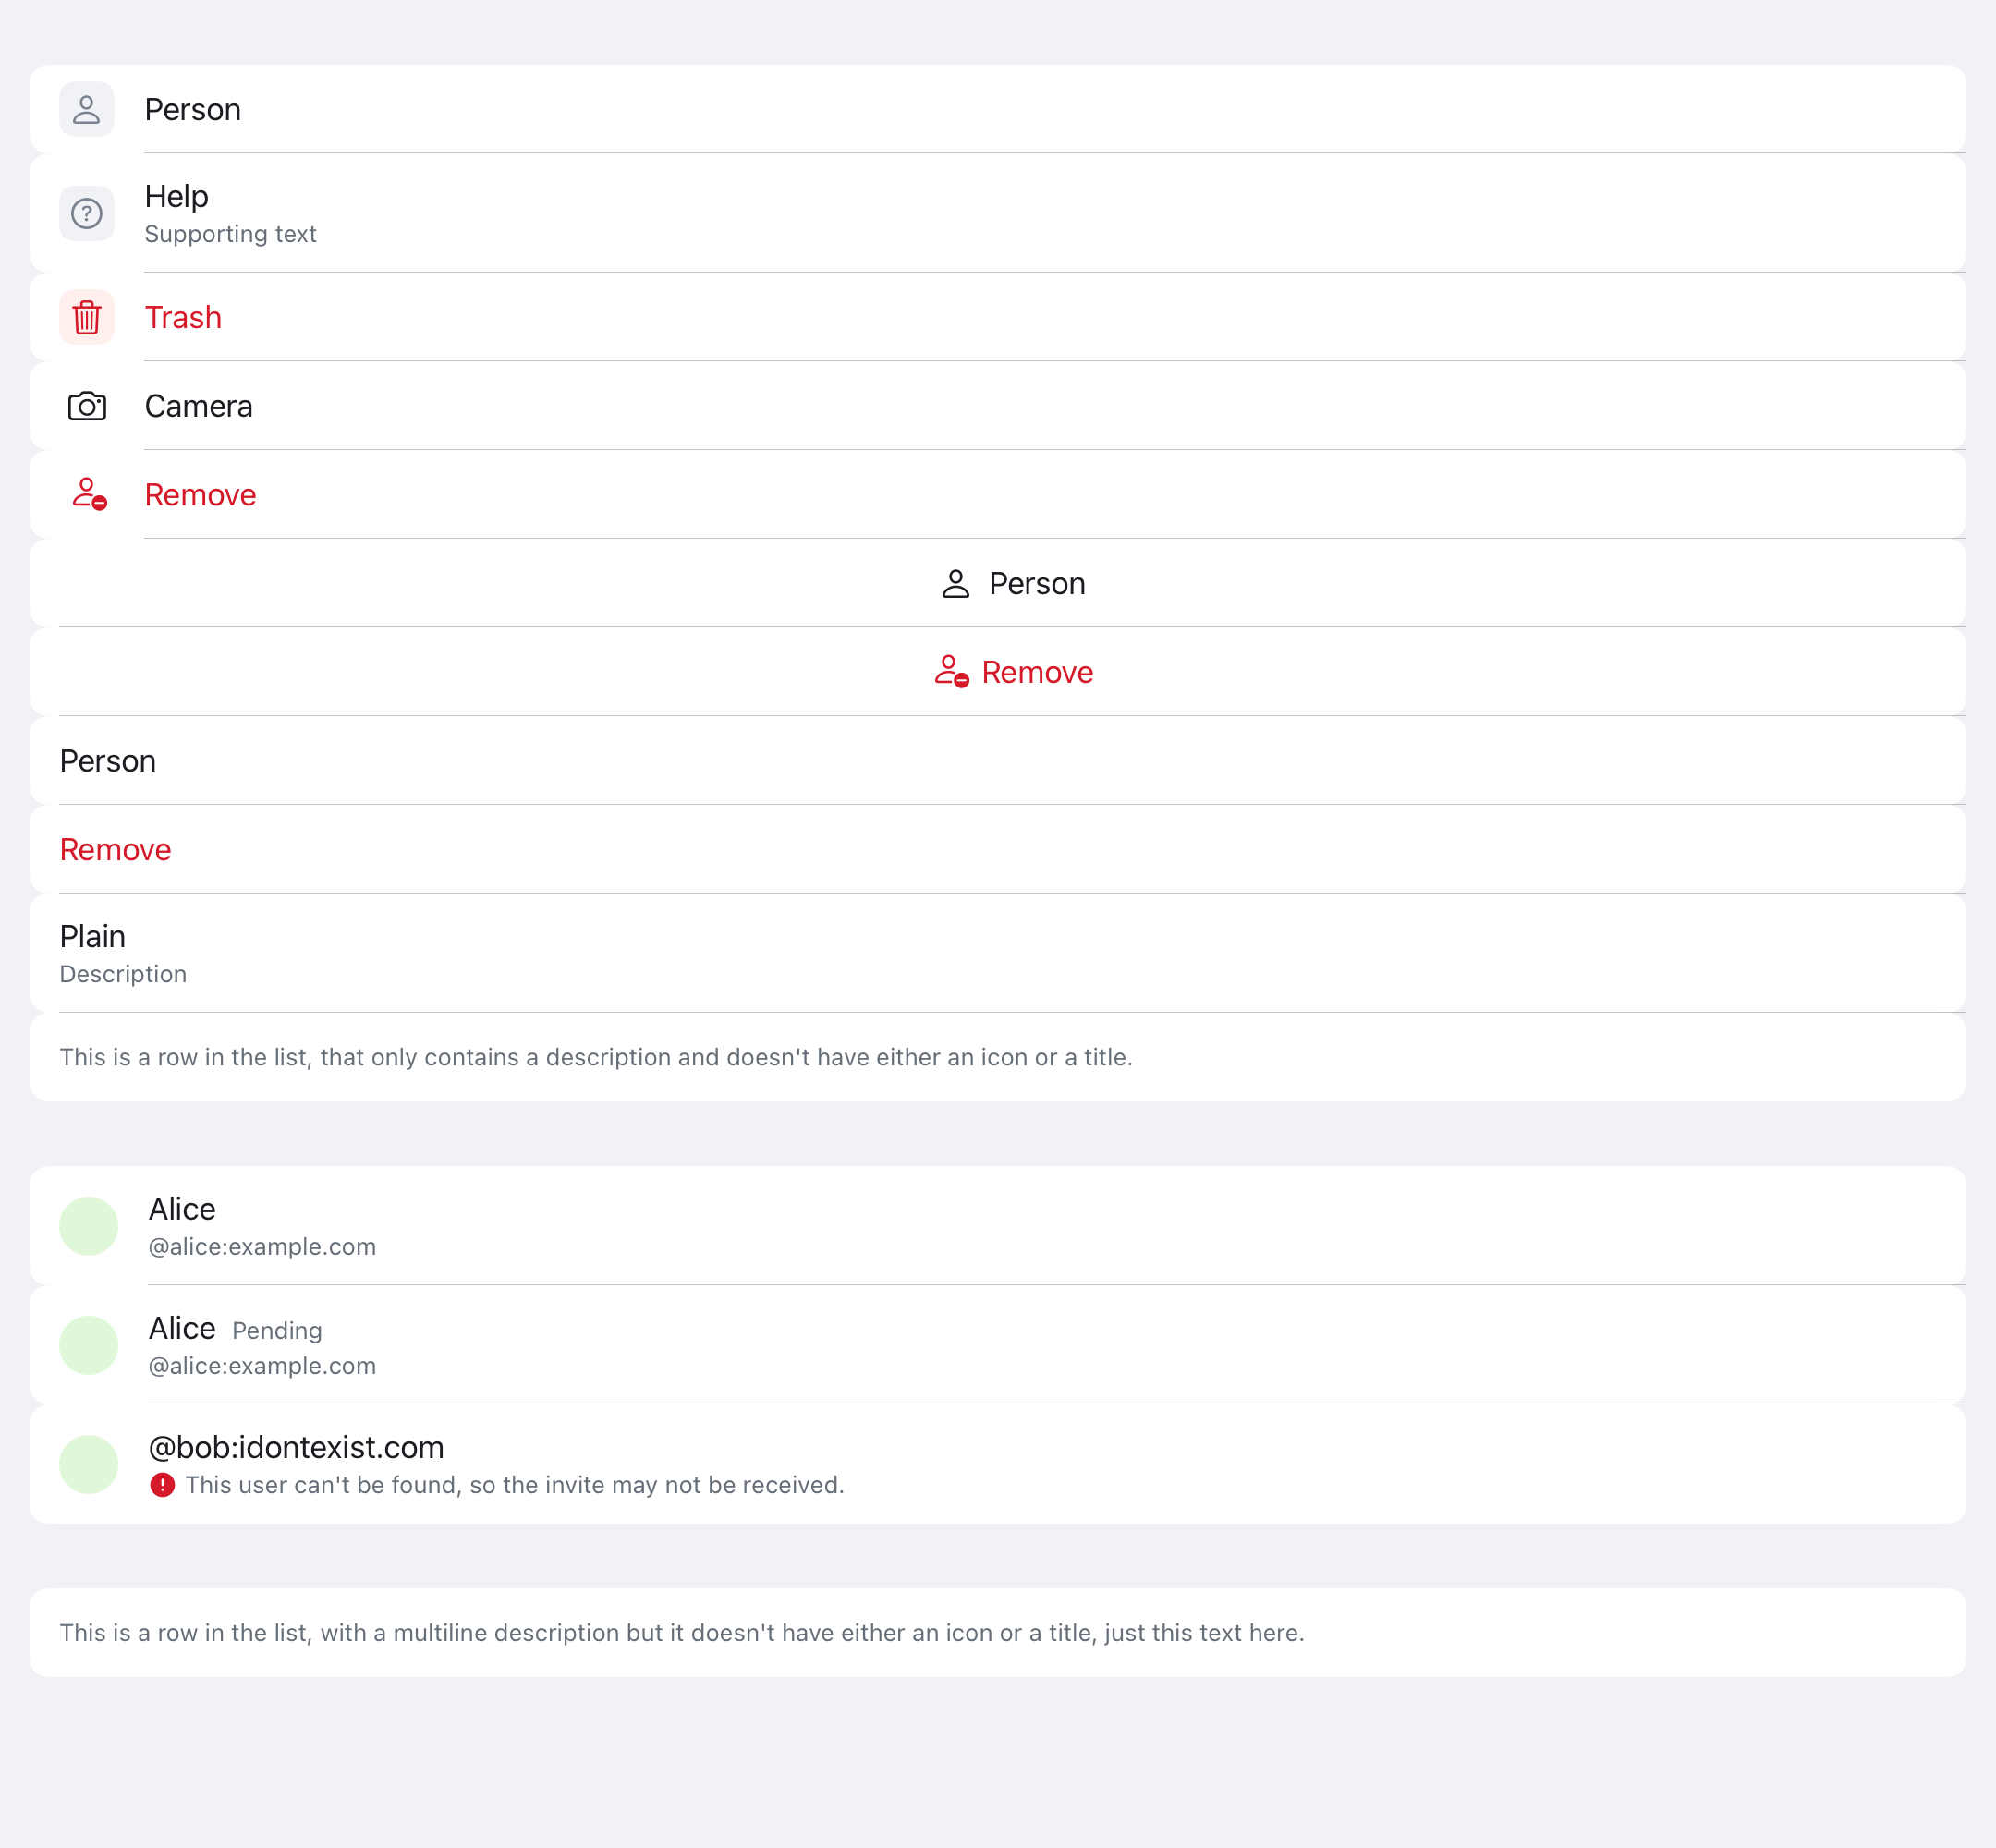 Person
Help
Supporting text
Trash
Camera
Remove
Person
Remove
Person
Remove
Plain
Description
This is a row in the list, that only contains a description and doesn't have either an icon or a title.
Alice
@alice:example.com
Alice Pending
@alice:example.com
@bob:idontexist.com
This user can't be found, so the invite may not be received.
This is a row in the list, with a multiline description but it doesn't have either an icon or a title, just this text here.